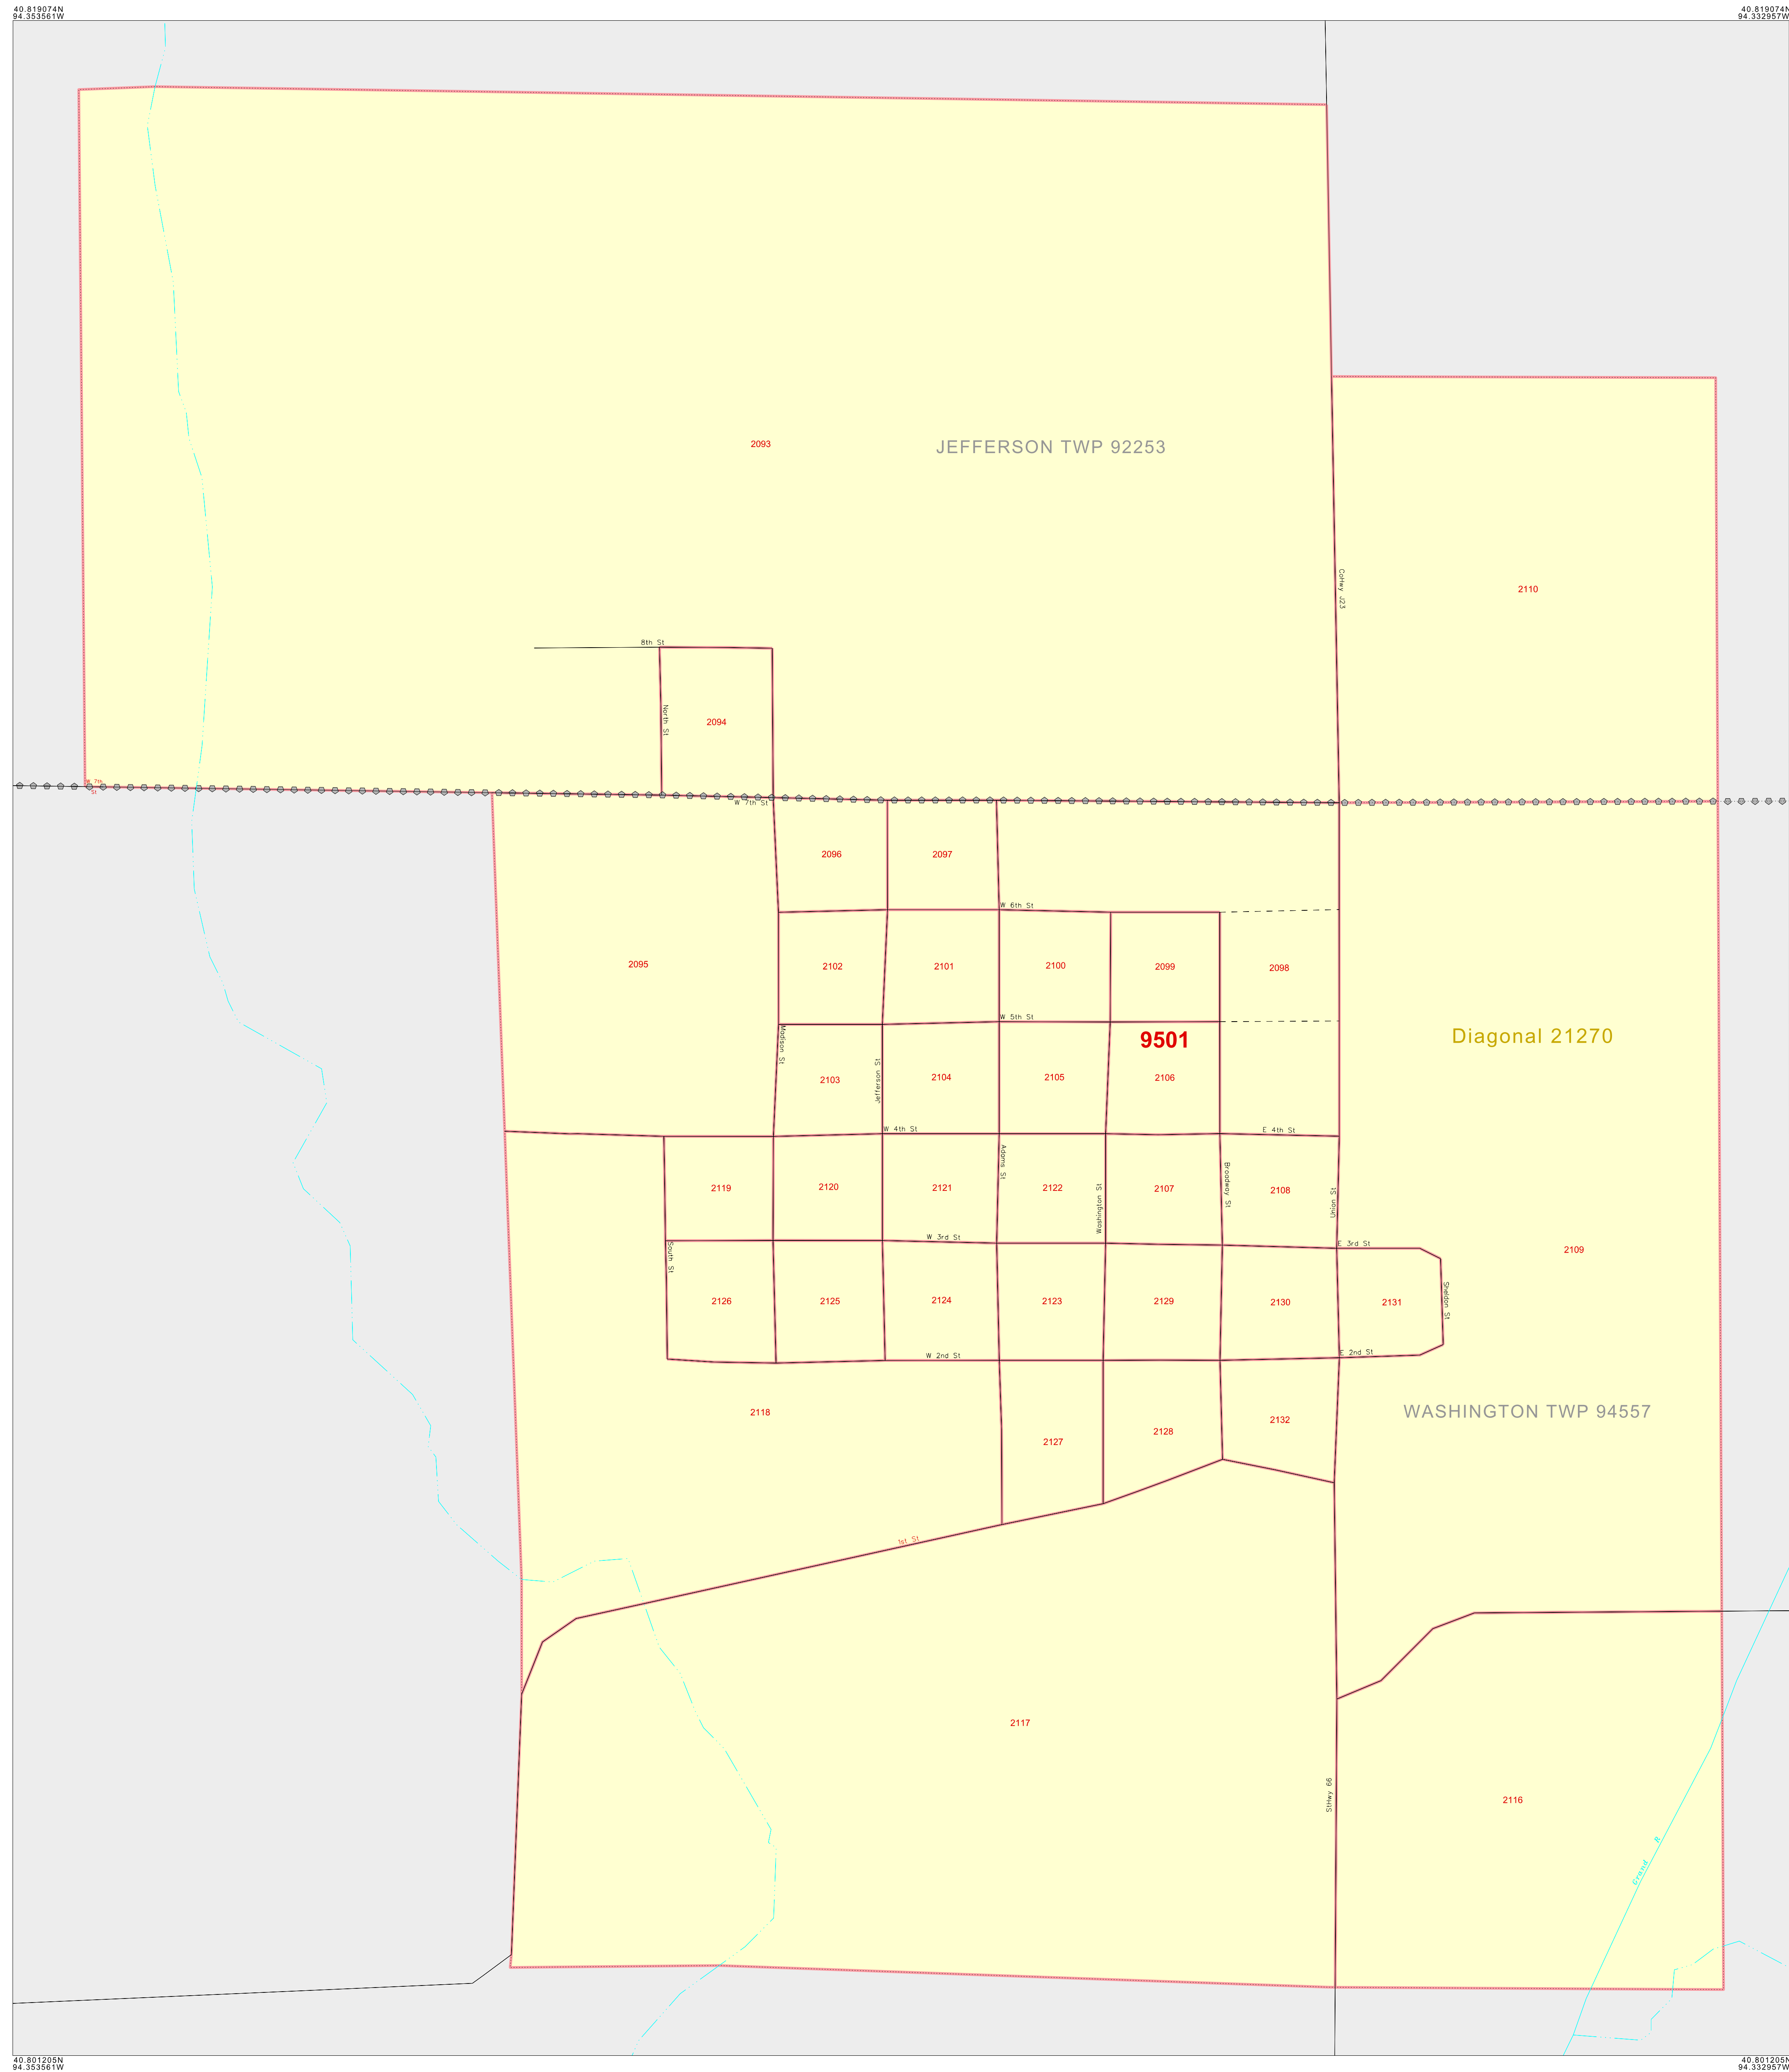 40.819074N
94.353561W
40.819074N
94.332957W
2093
JEFFERSON TWP 92253
CoHwy J23
2110
8th St
North St
2094
W 7th
St
W 7th St
2096
2097
W 6th St
2095
2102
2101
2100
2099
2098
W 5th St
9501
Diagonal 21270
Madison St
Jefferson St
2103
2104
2105
2106
W 4th St
E 4th St
Adams St
Washington St
Broadway St
Union St
2119
2120
2121
2122
2107
2108
W 3rd St
E 3rd St
2109
South St
Sheldon St
2126
2125
2124
2123
2129
2130
2131
W 2nd St
E 2nd St
2118
2127
2128
2132
WASHINGTON TWP 94557
1st St
2117
StHwy 66
2116
Grand R
40.801205N
94.353561W
40.801205N
94.332957W